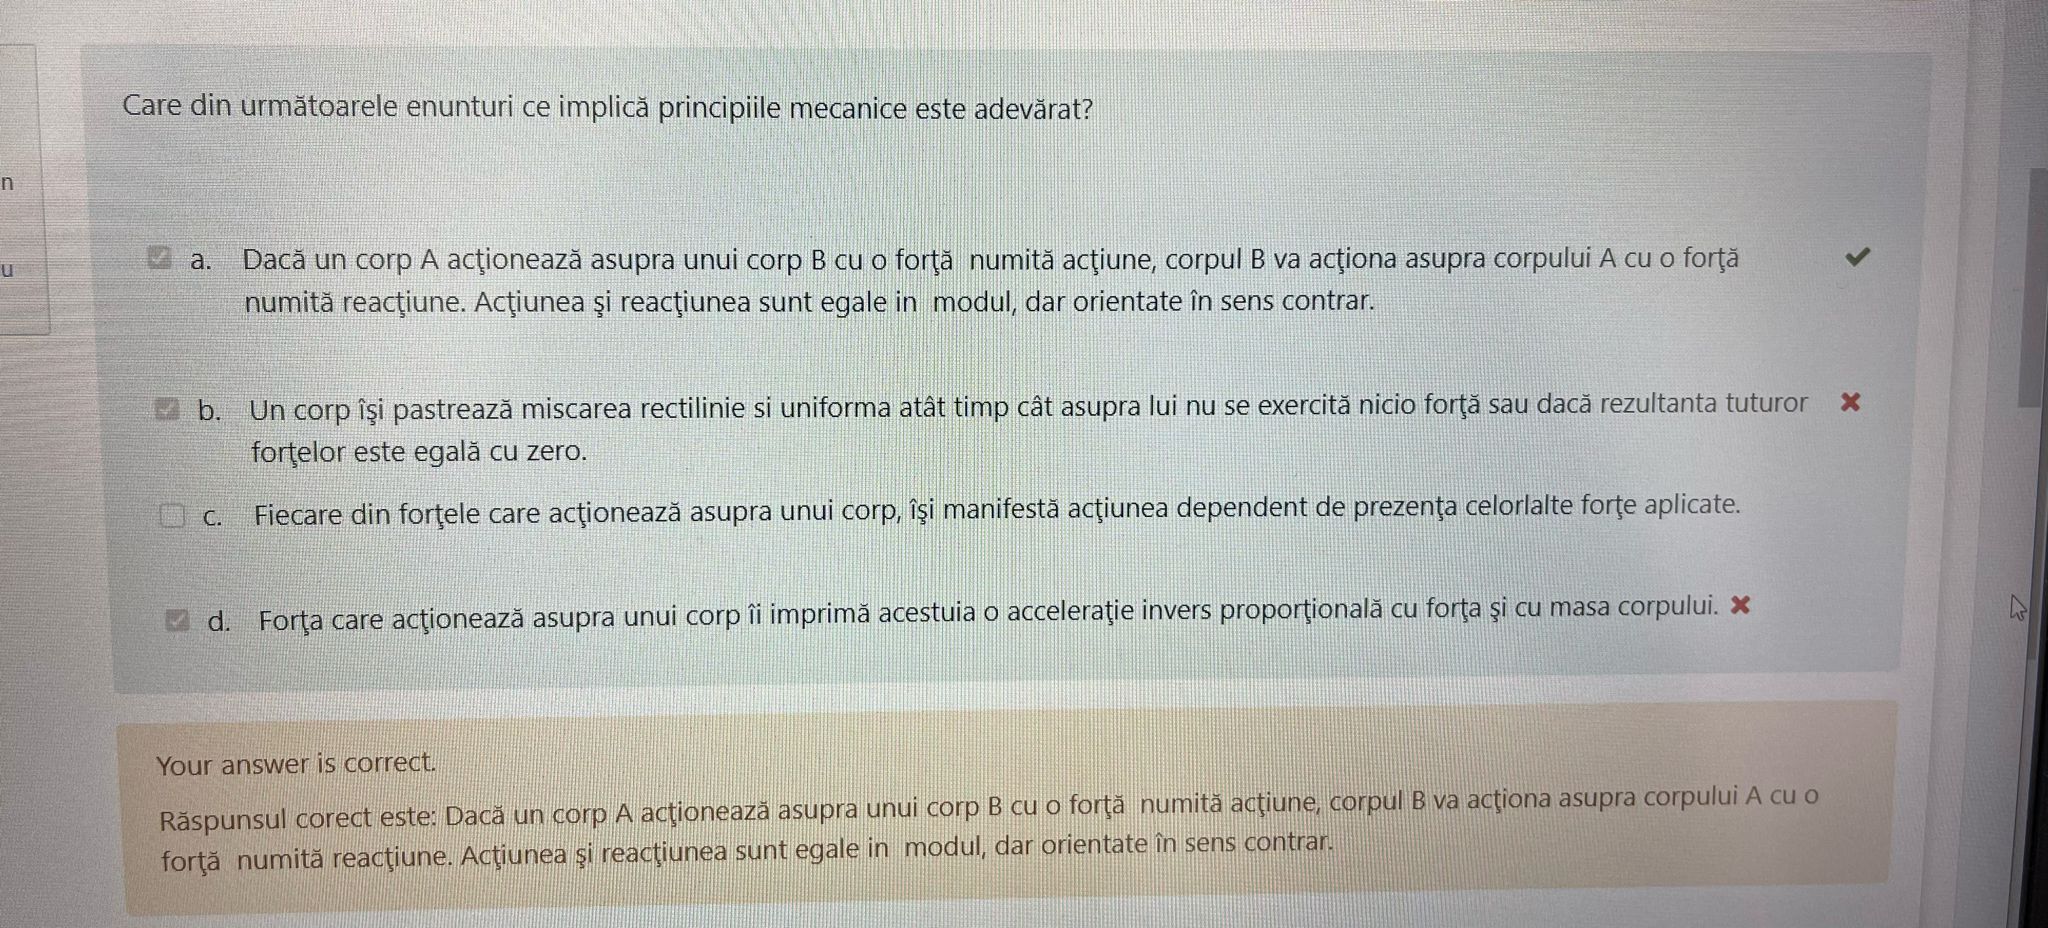 Care din următoarele enunturi ce implică principiile mecanice este adevărat?
n
u
a. Dacă un corp A acţionează asupra unui corp B cu o forţă numită acţiune, corpul B va acţiona asupra corpului A cu o forţă
numită reacţiune. Acţiunea şi reacţiunea sunt egale in modul, dar orientate în sens contrar.
b. Un corp îşi pastrează miscarea rectilinie si uniforma atât timp cât asupra lui nu se exercită nicio forţă sau dacă rezultanta tuturor
forţelor este egală cu zero.
c. Fiecare din forţele care acţionează asupra unui corp, îşi manifestă acţiunea dependent de prezenţa celorlalte forţe aplicate.
d. Forţa care acţionează asupra unui corp îi imprimă acestuia o acceleraţie invers proporţională cu forţa şi cu masa corpului.
Your answer is correct.
Răspunsul corect este: Dacă un corp A acţionează asupra unui corp B cu o forţă numită acţiune, corpul B va acţiona asupra corpului A cu o
forţă numită reacţiune. Acţiunea şi reacţiunea sunt egale in modul, dar orientate în sens contrar.